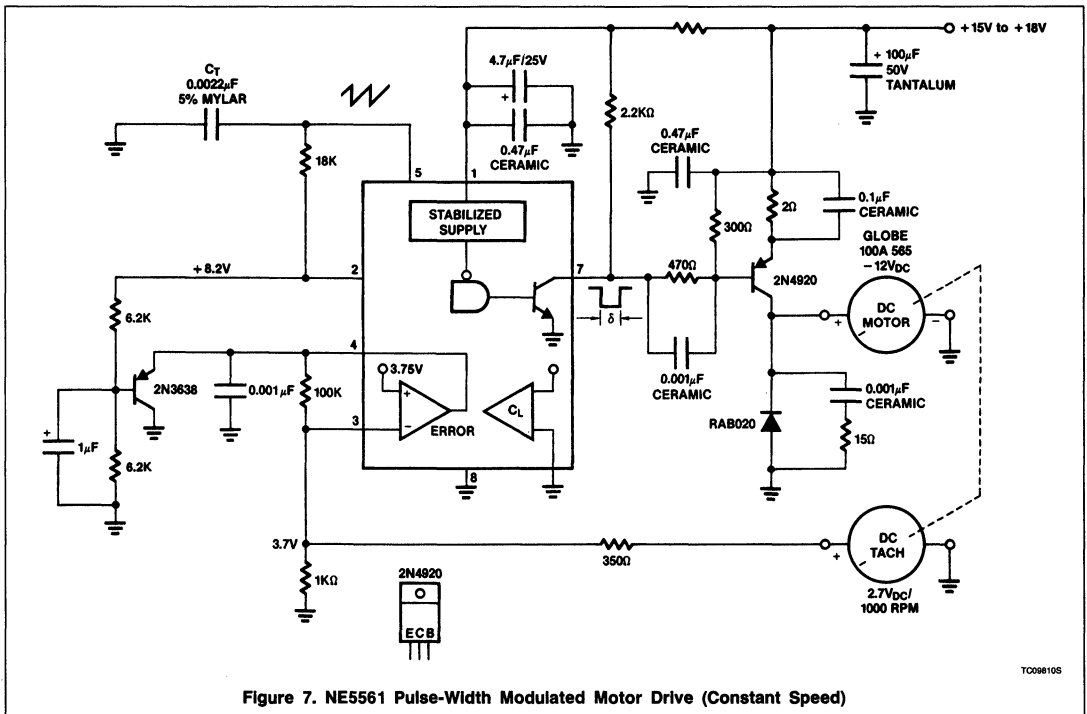 +15V to +18V
CT
0.0022μF
5% MYLAR
4.7μF/25V
+
+ 100μF
50V
TANTALUM
2.2KΩ
18K
0.47μF
CERAMIC
0.47μF
CERAMIC
5
1
STABILIZED
SUPPLY
300Ω
2Ω
0.1μF
CERAMIC
GLOBE
100A 565
−12VDC
+8.2V
2
7
470Ω
2N4920
δ
DC
MOTOR
+
−
6.2K
4
2N3638
0.001μF
100K
3.75V
+
−
ERROR
CL
0.001μF
CERAMIC
0.001μF
CERAMIC
3
RAB020
15Ω
+
1μF
6.2K
8
3.7V
350Ω
+
DC
TACH
1KΩ
2N4920
E C B
2.7VDC/
1000 RPM
TC09810S
Figure 7. NE5561 Pulse-Width Modulated Motor Drive (Constant Speed)